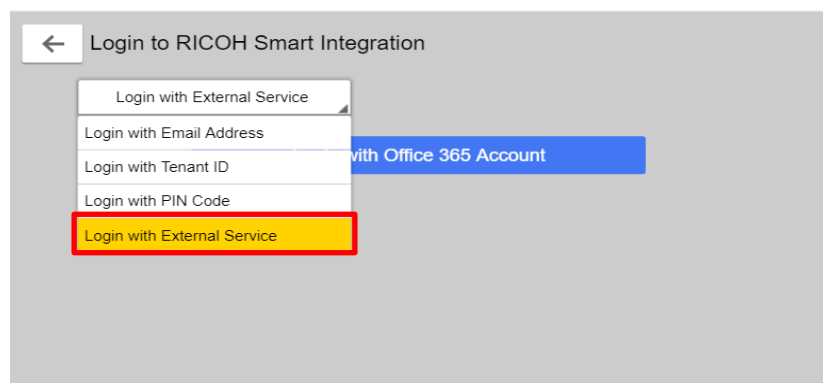 Login to RICOH Smart Integration
Login with External Service
Login with Email Address
with Office 365 Account
Login with Tenant ID
Login with PIN Code
Login with External Service